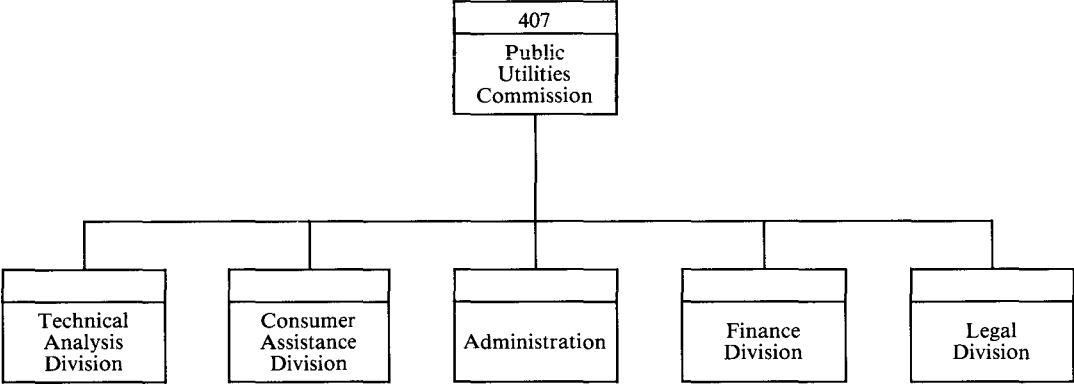 407
Public
Utilities
Commission
Technical
Analysis
Division
Consumer
Assistance
Division
Administration
Finance
Division
Legal
Division